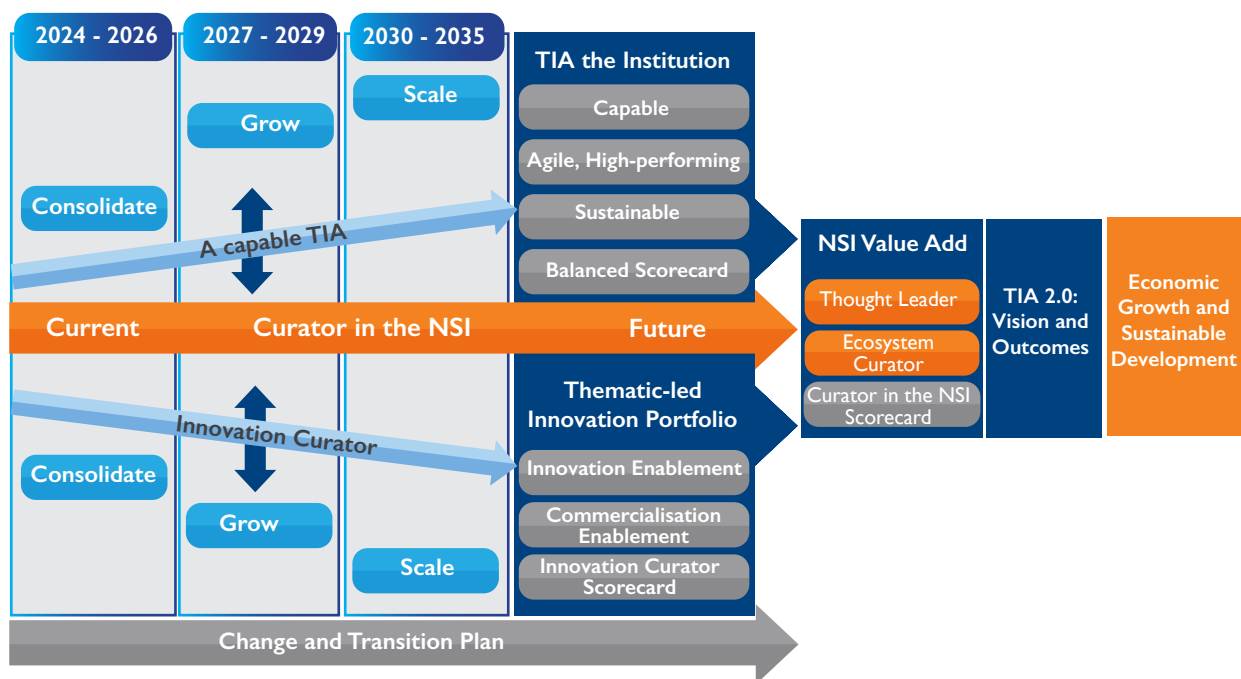 2024 - 2026
2027 - 2029
2030 - 2035
Consolidate
Grow
Scale
A capable TIA
Current
Curator in the NSI
Future
Innovation Curator
Consolidate
Grow
Scale
Change and Transition Plan
TIA the Institution
Capable
Agile, High-performing
Sustainable
Balanced Scorecard
Thematic-led
Innovation Portfolio
Innovation Enablement
Commercialisation
Enablement
Innovation Curator
Scorecard
NSI Value Add
Thought Leader
Ecosystem
Curator
Curator in the NSI
Scorecard
TIA 2.0:
Vision and
Outcomes
Economic
Growth and
Sustainable
Development